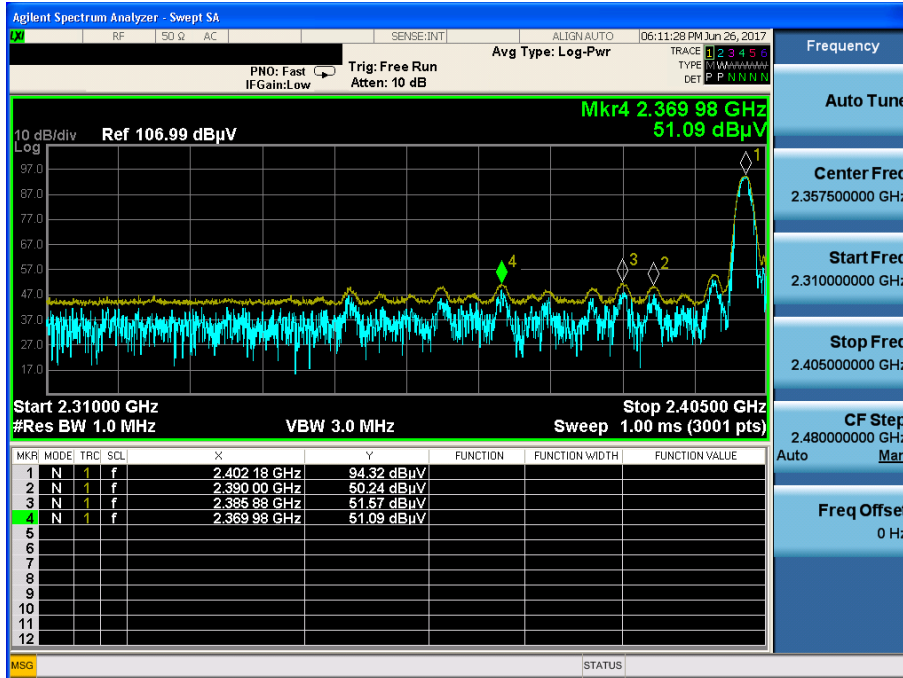 Agilent Spectrum Analyzer - Swept SA
LXI RF 50 Ω AC SENSE:INT ALIGN AUTO 06:11:28 PM Jun 26, 2017
Avg Type: Log-Pwr TRACE 1 2 3 4 5 6
PNO: Fast Trig: Free Run TYPE M W W W W W
IFGain:Low Atten: 10 dB DET P P N N N N
Mkr4 2.369 98 GHz
51.09 dBµV
10 dB/div Ref 106.99 dBµV
Log
97.0
87.0
77.0
67.0
57.0
47.0
37.0
27.0
17.0
4
3
2
1
Start 2.31000 GHz Stop 2.40500 GHz
#Res BW 1.0 MHz VBW 3.0 MHz Sweep 1.00 ms (3001 pts)
MKR MODE TRC SCL X Y FUNCTION FUNCTION WIDTH FUNCTION VALUE
1 N 1 f 2.402 18 GHz 94.32 dBµV
2 N 1 f 2.390 00 GHz 50.24 dBµV
3 N 1 f 2.385 88 GHz 51.57 dBµV
4 N 1 f 2.369 98 GHz 51.09 dBµV
5
6
7
8
9
10
11
12
MSG STATUS
Frequency
Auto Tune
Center Freq
2.357500000 GHz
Start Freq
2.310000000 GHz
Stop Freq
2.405000000 GHz
CF Step
2.480000000 GHz
Auto Man
Freq Offset
0 Hz